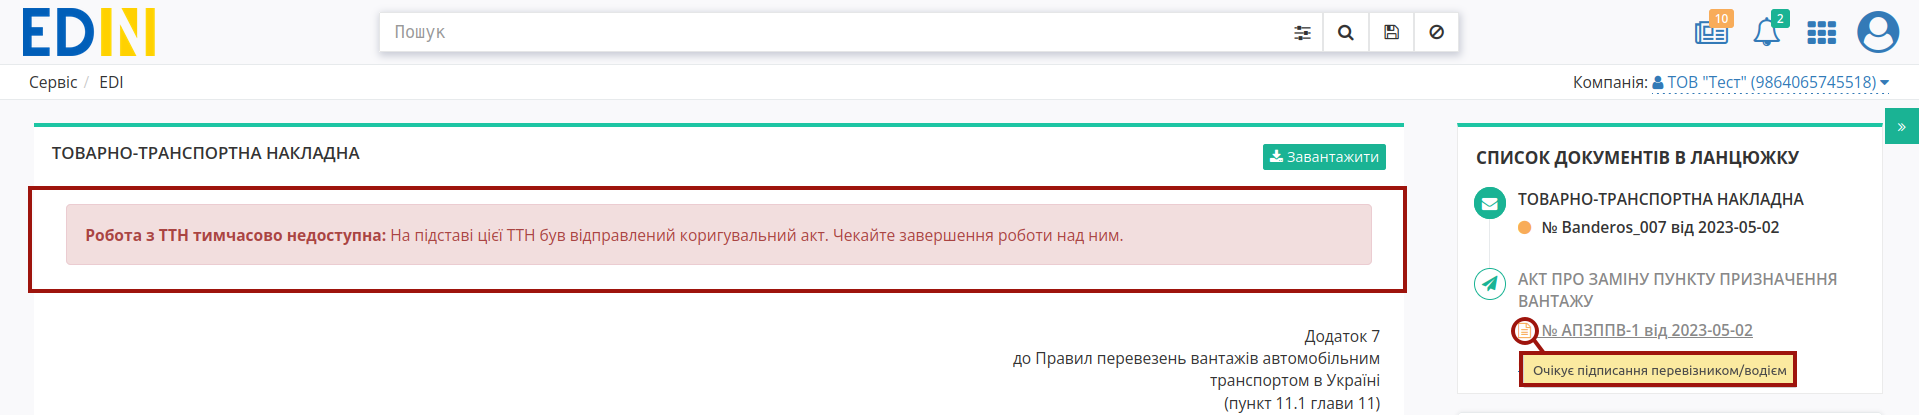 EDIN
Пошук
10
2
Сервіс / EDI
Компанія: ТОВ "Тест" (9864065745518)
»
ТОВАРНО-ТРАНСПОРТНА НАКЛАДНА
Завантажити
Робота з ТТН тимчасово недоступна: На підставі цієї ТТН був відправлений коригувальний акт. Чекайте завершення роботи над ним.
Додаток 7
до Правил перевезень вантажів автомобільним
транспортом в Україні
(пункт 11.1 глави 11)
СПИСОК ДОКУМЕНТІВ В ЛАНЦЮЖКУ
ТОВАРНО-ТРАНСПОРТНА НАКЛАДНА
№ Banderos_007 від 2023-05-02
АКТ ПРО ЗАМІНУ ПУНКТУ ПРИЗНАЧЕННЯ
ВАНТАЖУ
№ АПЗППВ-1 від 2023-05-02
Очікує підписання перевізником/водієм